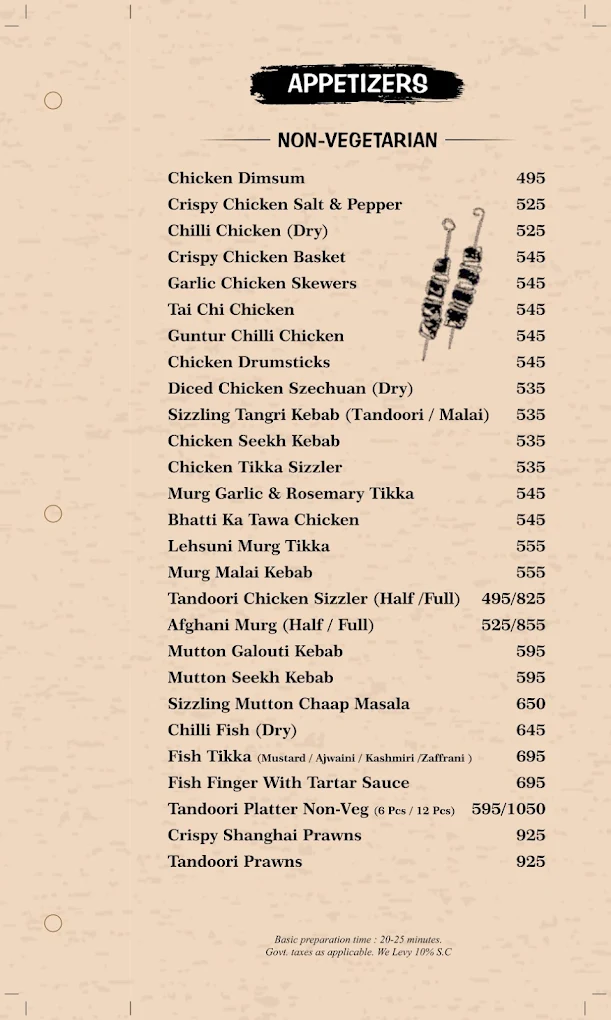 APPETIZERS
NON-VEGETARIAN
Chicken Dimsum 495
Crispy Chicken Salt & Pepper 525
Chilli Chicken (Dry) 525
Crispy Chicken Basket 545
Garlic Chicken Skewers 545
Tai Chi Chicken 545
Guntur Chilli Chicken 545
Chicken Drumsticks 545
Diced Chicken Szechuan (Dry) 535
Sizzling Tangri Kebab (Tandoori / Malai) 535
Chicken Seekh Kebab 535
Chicken Tikka Sizzler 535
Murg Garlic & Rosemary Tikka 545
Bhatti Ka Tawa Chicken 545
Lehsuni Murg Tikka 555
Murg Malai Kebab 555
Tandoori Chicken Sizzler (Half /Full) 495/825
Afghani Murg (Half / Full) 525/855
Mutton Galouti Kebab 595
Mutton Seekh Kebab 595
Sizzling Mutton Chaap Masala 650
Chilli Fish (Dry) 645
Fish Tikka (Mustard / Ajwaini / Kashmiri /Zaffrani ) 695
Fish Finger With Tartar Sauce 695
Tandoori Platter Non-Veg (6 Pcs / 12 Pcs) 595/1050
Crispy Shanghai Prawns 925
Tandoori Prawns 925
Basic preparation time : 20-25 minutes.
Govt. taxes as applicable. We Levy 10% S.C